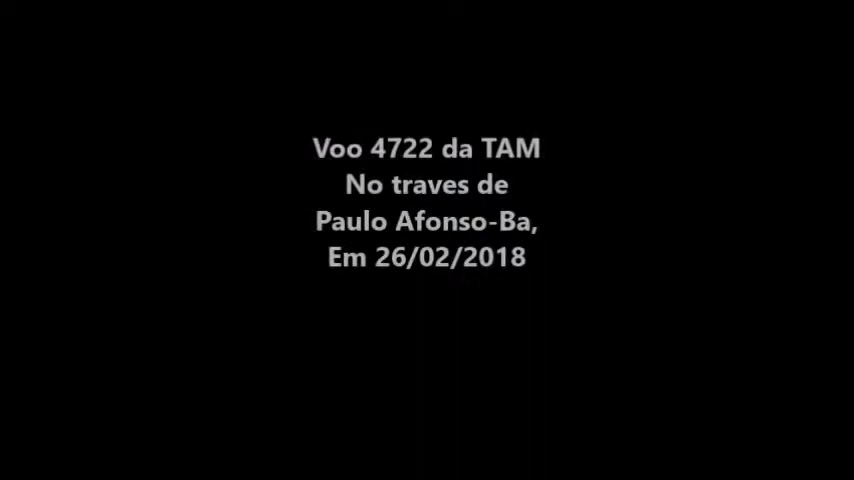 Voo 4722 da TAM
No traves de
Paulo Afonso-Ba,
Em 26/02/2018